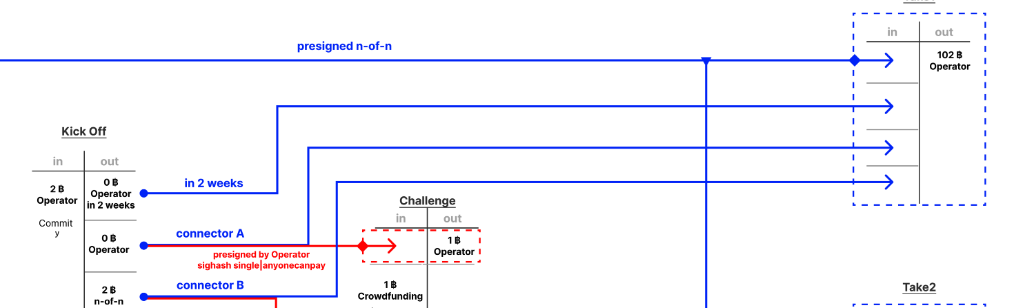 presigned n-of-n
in
out
102 ₿
Operator
Kick Off
in
out
2 ₿
Operator
Commit
y
0 ₿
Operator
in 2 weeks
in 2 weeks
0 ₿
Operator
connector A
presigned by Operator
sighash single|anyonecanpay
2 ₿
n-of-n
connector B
Challenge
in
out
1 ₿
Operator
1 ₿
Crowdfunding
Take2